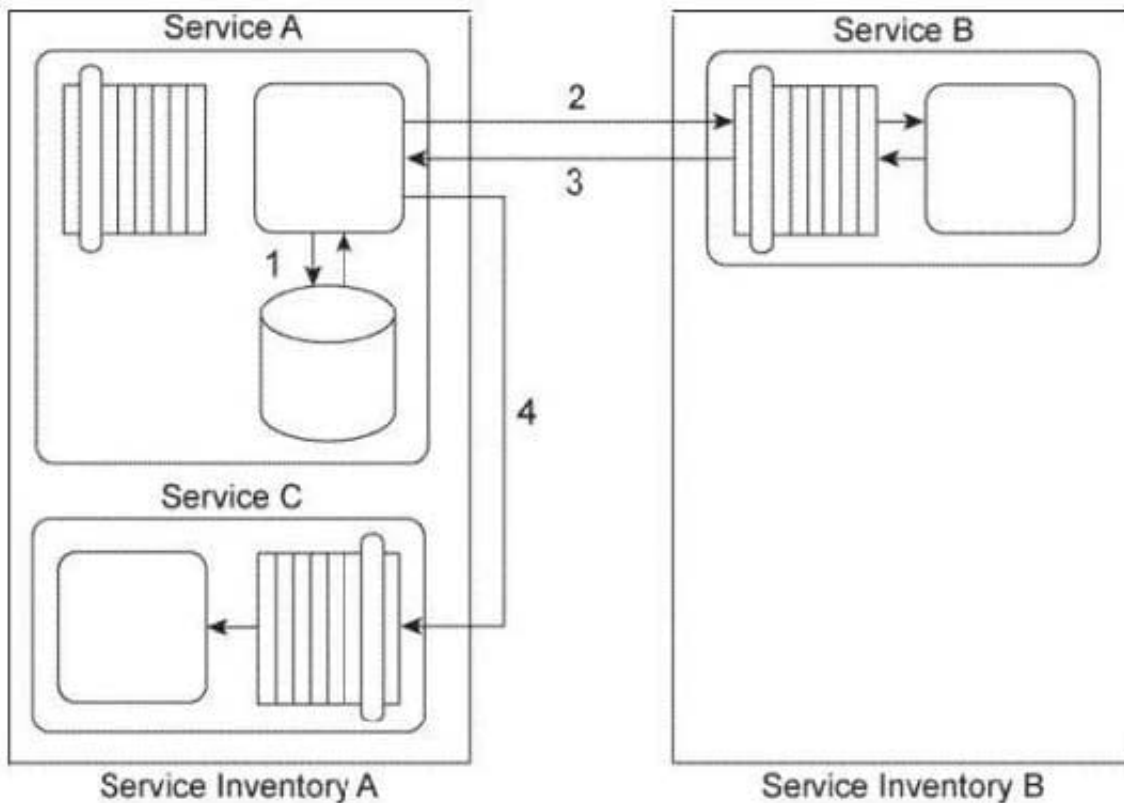 Service A
Service B
2
3
1
4
Service C
Service Inventory A
Service Inventory B